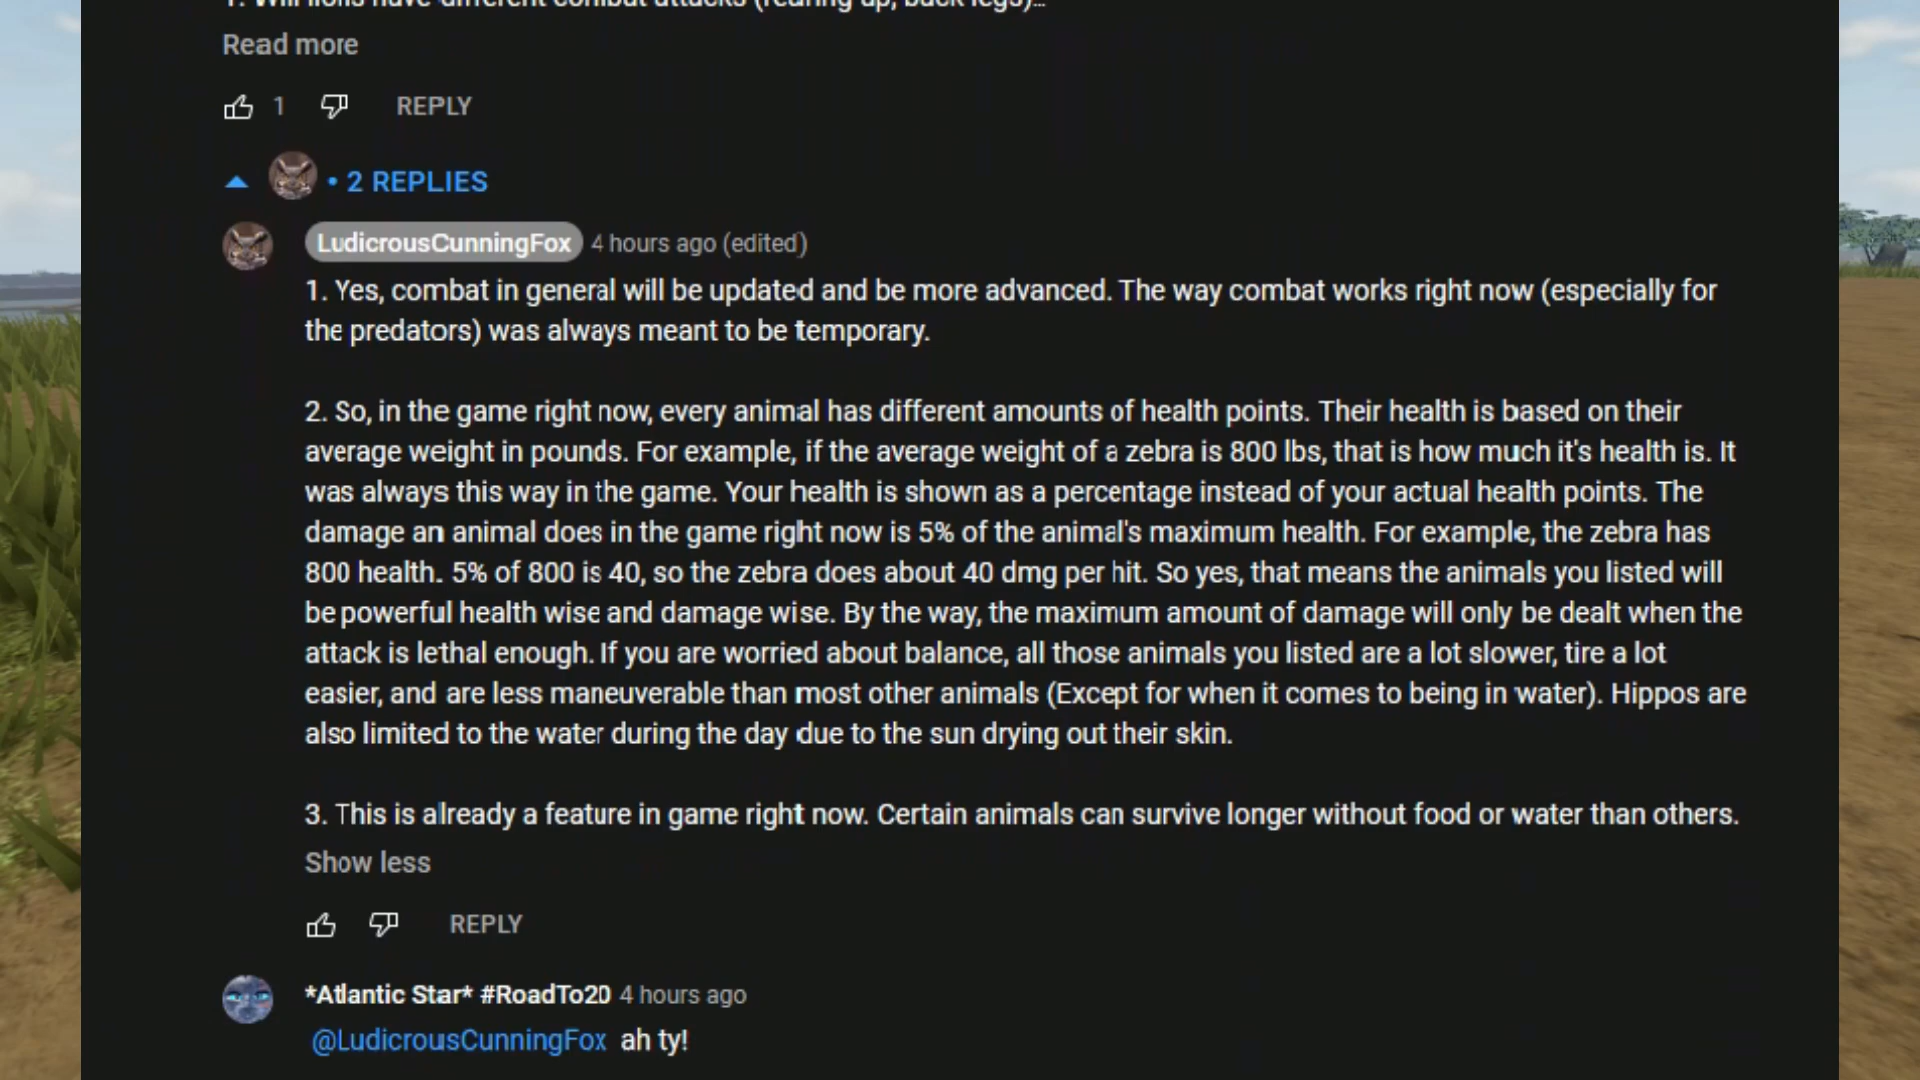 1. Will lions have different combat attacks (rearing up, back legs)...
Read more
1 REPLY
• 2 REPLIES
LudicrousCunningFox 4 hours ago (edited)
1. Yes, combat in general will be updated and be more advanced. The way combat works right now (especially for
the predators) was always meant to be temporary.
2. So, in the game right now, every animal has different amounts of health points. Their health is based on their
average weight in pounds. For example, if the average weight of a zebra is 800 lbs, that is how much it's health is. It
was always this way in the game. Your health is shown as a percentage instead of your actual health points. The
damage an animal does in the game right now is 5% of the animal's maximum health. For example, the zebra has
800 health. 5% of 800 is 40, so the zebra does about 40 dmg per hit. So yes, that means the animals you listed will
be powerful health wise and damage wise. By the way, the maximum amount of damage will only be dealt when the
attack is lethal enough. If you are worried about balance, all those animals you listed are a lot slower, tire a lot
easier, and are less maneuverable than most other animals (Except for when it comes to being in water). Hippos are
also limited to the water during the day due to the sun drying out their skin.
3. This is already a feature in game right now. Certain animals can survive longer without food or water than others.
Show less
REPLY
*Atlantic Star* #RoadTo20 4 hours ago
@LudicrousCunningFox ah ty!